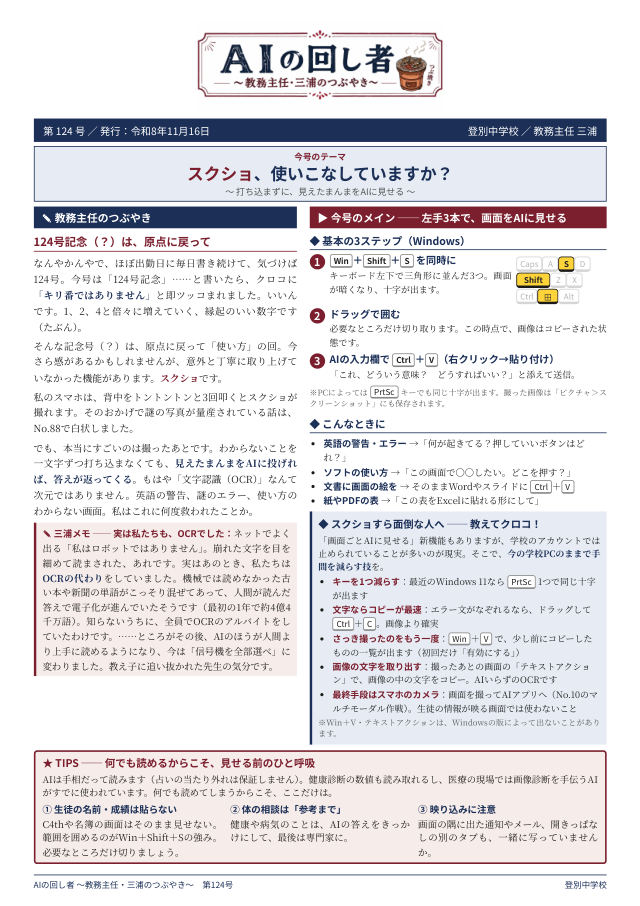 AIの回し者
～教務主任・三浦のつぶやき～
つぶ焼き
第 124 号 ／ 発行：令和8年11月16日
登別中学校 ／ 教務主任 三浦
今号のテーマ
スクショ、使いこなしていますか？
～ 打ち込まずに、見えたまんまをAIに見せる ～
✎ 教務主任のつぶやき
124号記念（？）は、原点に戻って
なんやかんやで、ほぼ出勤日に毎日書き続けて、気づけば
124号。今号は「124号記念」……と書いたら、クロコに
「キリ番ではありません」と即ツッコまれました。いいん
です。1、2、4と倍々に増えていく、縁起のいい数字です
（たぶん）。
そんな記念号（？）は、原点に戻って「使い方」の回。今
さら感があるかもしれませんが、意外と丁寧に取り上げて
いなかった機能があります。スクショです。
私のスマホは、背中をトントントンと3回叩くとスクショが
撮れます。そのおかげで謎の写真が量産されている話は、
No.88で白状しました。
でも、本当にすごいのは撮ったあとです。わからないことを
一文字ずつ打ち込まなくても、見えたまんまをAIに投げれ
ば、答えが返ってくる。もはや「文字認識（OCR）」なんて
次元ではありません。英語の警告、謎のエラー、使い方の
わからない画面。私はこれに何度救われたことか。
✎ 三浦メモ ── 実は私たちも、OCRでした：ネットでよく
出る「私はロボットではありません」。崩れた文字を目を
細めて読まされた、あれです。実はあのとき、私たちは
OCRの代わりをしていました。機械では読めなかった古
い本や新聞の単語がこっそり混ぜてあって、人間が読んだ
答えで電子化が進んでいたそうです（最初の1年で約4億4
千万語）。知らないうちに、全員でOCRのアルバイトをし
ていたわけです。……ところがその後、AIのほうが人間よ
り上手に読めるようになり、今は「信号機を全部選べ」に
変わりました。教え子に追い抜かれた先生の気分です。
▶ 今号のメイン ── 左手3本で、画面をAIに見せる
◆ 基本の3ステップ（Windows）
1 Win＋Shift＋S を同時に
キーボード左下で三角形に並んだ3つ。画面
が暗くなり、十字が出ます。
Caps A S D
Shift Z X
Ctrl ⊞ Alt
2 ドラッグで囲む
必要なところだけ切り取ります。この時点で、画像はコピーされた状
態です。
3 AIの入力欄で Ctrl＋V（右クリック→貼り付け）
「これ、どういう意味？　どうすればいい？」と添えて送信。
※PCによっては PrtSc キーでも同じ十字が出ます。撮った画像は「ピクチャ＞ス
クリーンショット」にも保存されます。
◆ こんなときに
• 英語の警告・エラー →「何が起きてる？押していいボタンはど
れ？」
• ソフトの使い方 →「この画面で○○したい。どこを押す？」
• 文書に画面の絵を → そのままWordやスライドに Ctrl＋V
• 紙やPDFの表 →「この表をExcelに貼れる形にして」
◆ スクショすら面倒な人へ ── 教えてクロコ！
「画面ごとAIに見せる」新機能もありますが、学校のアカウントでは
止められていることが多いのが現実。そこで、今の学校PCのままで手
間を減らす技を。
• キーを1つ減らす：最近のWindows 11なら PrtSc 1つで同じ十字
が出ます
• 文字ならコピーが最速：エラー文がなぞれるなら、ドラッグして
Ctrl＋C。画像より確実
• さっき撮ったのをもう一度：Win＋V で、少し前にコピーした
ものの一覧が出ます（初回だけ「有効にする」）
• 画像の文字を取り出す：撮ったあとの画面の「テキストアクショ
ン」で、画像の中の文字をコピー。AIいらずのOCRです
• 最終手段はスマホのカメラ：画面を撮ってAIアプリへ（No.10のマ
ルチモーダル作戦）。生徒の情報が映る画面では使わないこと
※Win＋V・テキストアクションは、Windowsの版によって出ないことがあり
ます。
★ TIPS ── 何でも読めるからこそ、見せる前のひと呼吸
AIは手相だって読みます（占いの当たり外れは保証しません）。健康診断の数値も読み取れるし、医療の現場では画像診断を手伝うAI
がすでに使われています。何でも読めてしまうからこそ、ここだけは。
① 生徒の名前・成績は貼らない
C4thや名簿の画面はそのまま見せない。
範囲を囲めるのがWin＋Shift＋Sの強み。
必要なところだけ切りましょう。
② 体の相談は「参考まで」
健康や病気のことは、AIの答えをきっか
けにして、最後は専門家に。
③ 映り込みに注意
画面の隅に出た通知やメール、開きっぱな
しの別のタブも、一緒に写っていません
か。
AIの回し者 ～教務主任・三浦のつぶやき～　第124号
登別中学校